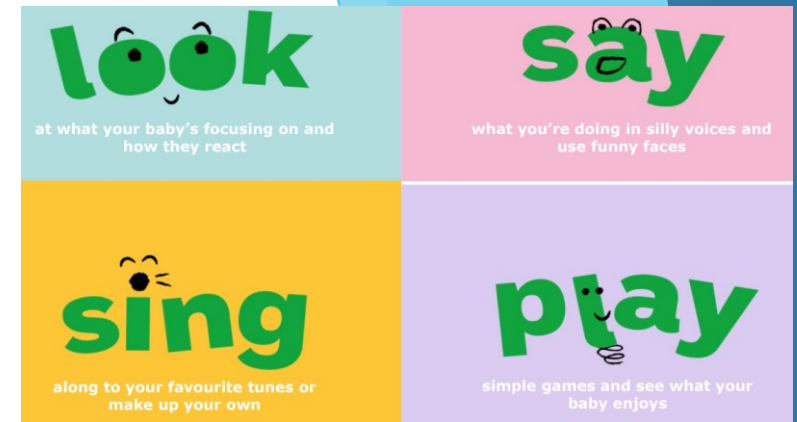 look
at what your baby's focusing on and
how they react
say
what you're doing in silly voices and
use funny faces
sing
along to your favourite tunes or
make up your own
play
simple games and see what your
baby enjoys